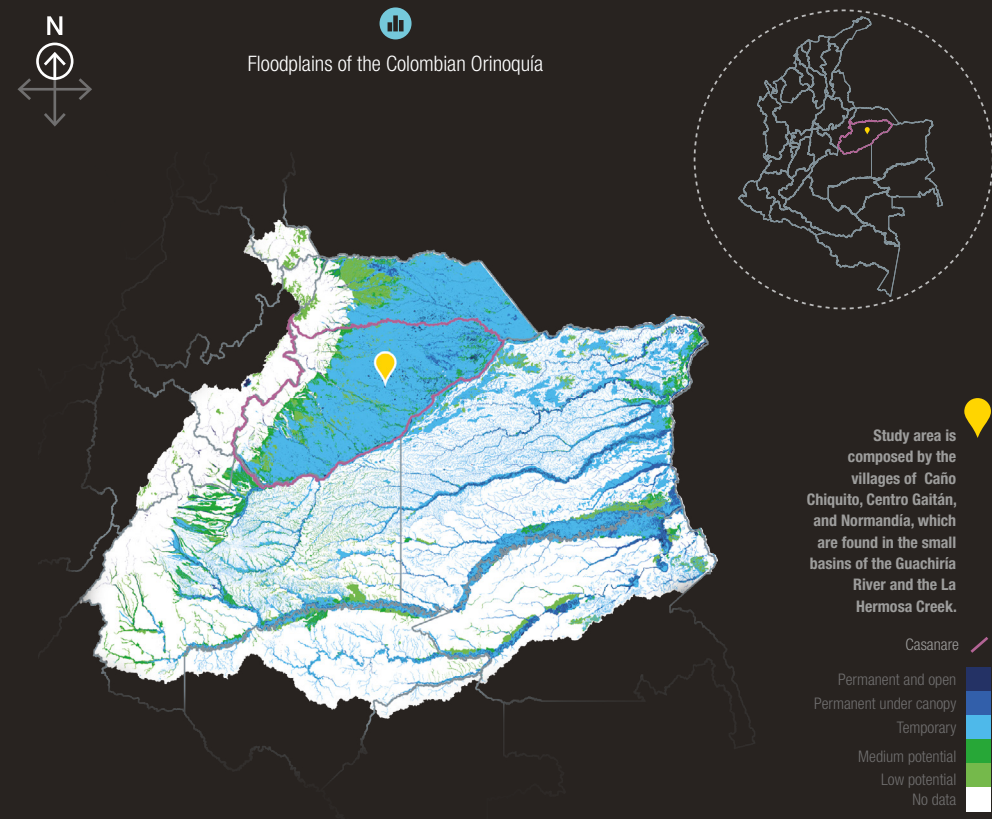 N
Floodplains of the Colombian Orinoquía
Study area is
composed by the
villages of Caño
Chiquito, Centro Gaitán,
and Normandía, which
are found in the small
basins of the Guachiría
River and the La
Hermosa Creek.
Casanare
Permanent and open
Permanent under canopy
Temporary
Medium potential
Low potential
No data